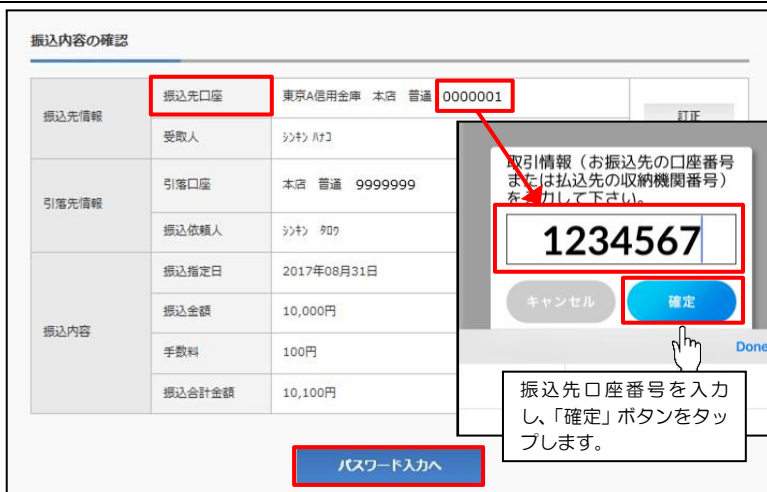 振込内容の確認
振込先情報
振込先口座 東京A信用金庫 本店 普通 0000001
訂正
受取人 シンキン ハナコ
引落先情報
引落口座 本店 普通 9999999
振込依頼人 シンキン タロウ
振込内容
振込指定日 2017年08月31日
振込金額 10,000円
手数料 100円
振込合計金額 10,100円
パスワード入力へ
取引情報（お振込先の口座番号
または払込先の収納機関番号）
を入力して下さい。
1234567
キャンセル 確定
Done
振込先口座番号を入力
し、「確定」ボタンをタッ
プします。